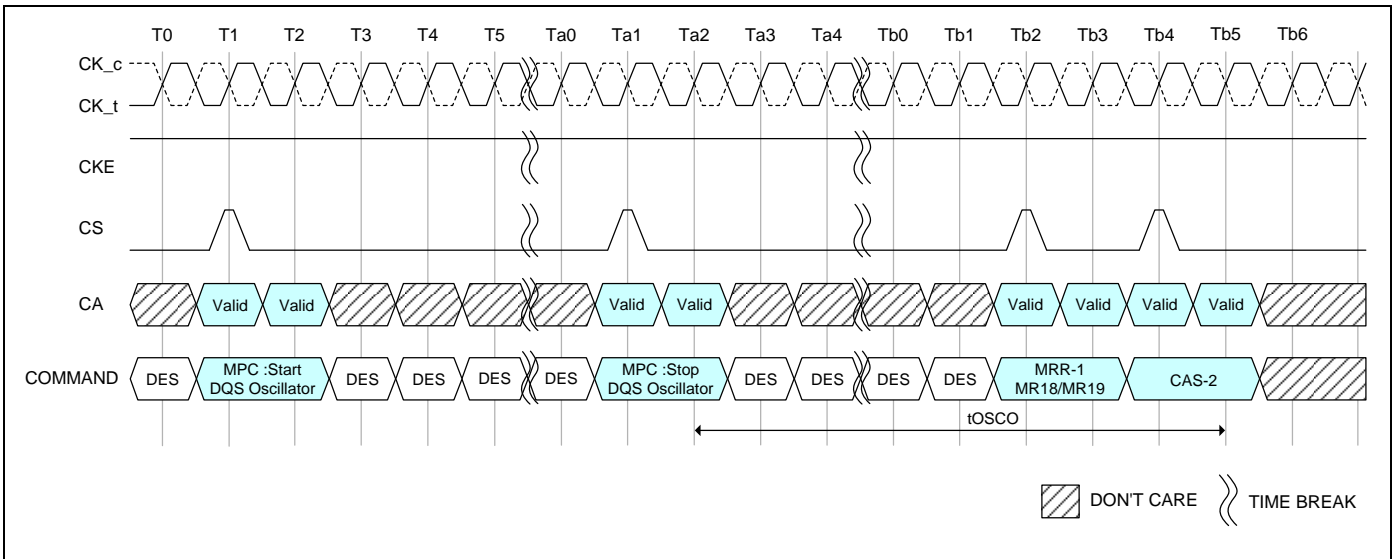 T0 T1 T2 T3 T4 T5 Ta0 Ta1 Ta2 Ta3 Ta4 Tb0 Tb1 Tb2 Tb3 Tb4 Tb5 Tb6
CK_c
CK_t
CKE
CS
CA Valid Valid Valid Valid Valid Valid Valid Valid
COMMAND DES MPC :Start DQS Oscillator DES DES DES DES MPC :Stop DQS Oscillator DES DES DES DES MRR-1 MR18/MR19 CAS-2
tOSCO
DON'T CARE TIME BREAK